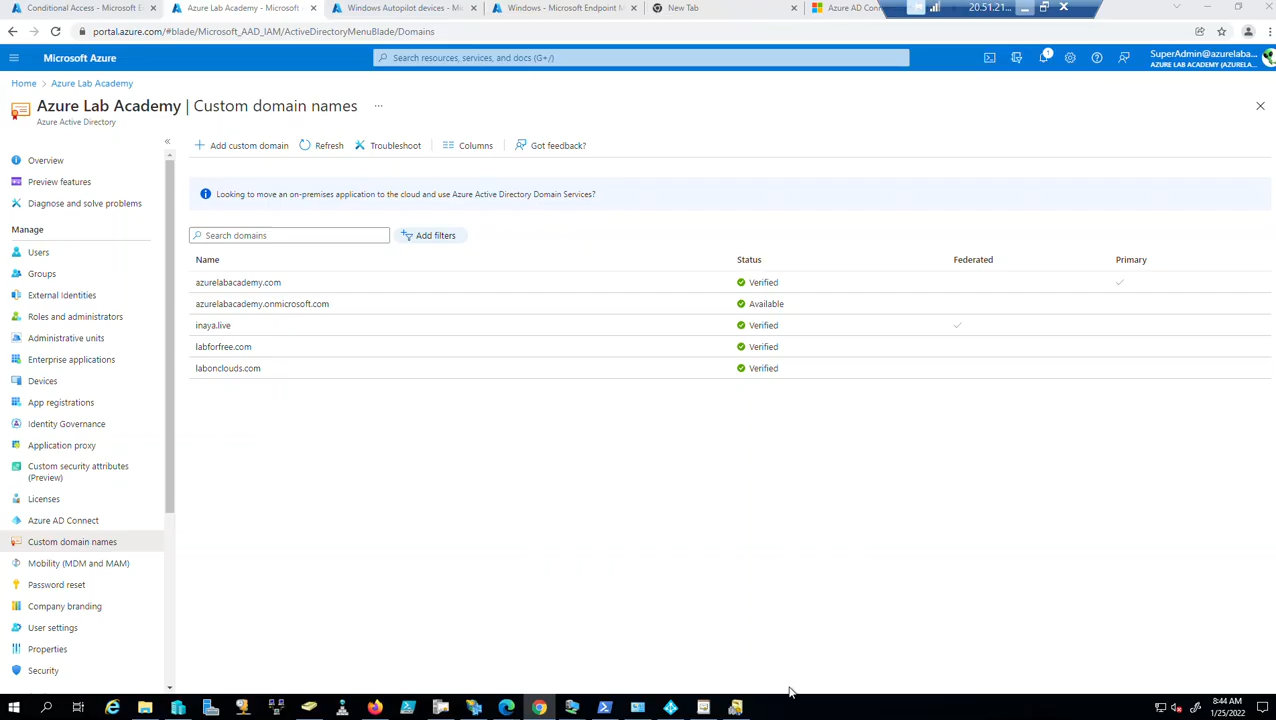 Conditional Access - Microsoft E
Azure Lab Academy - Microsoft
Windows Autopilot devices - Mic
Windows - Microsoft Endpoint M
New Tab
Azure AD Conn
20.51.21
portal.azure.com/#blade/Microsoft_AAD_IAM/ActiveDirectoryMenuBlade/Domains
Microsoft Azure
Search resources, services, and docs (G+/)
1
SuperAdmin@azurelaba...
AZURE LAB ACADEMY (AZURELA...
Home > Azure Lab Academy
Azure Lab Academy | Custom domain names ...
Azure Active Directory
Add custom domain
Refresh
Troubleshoot
Columns
Got feedback?
Overview
Preview features
Diagnose and solve problems
Manage
Users
Groups
External Identities
Roles and administrators
Administrative units
Enterprise applications
Devices
App registrations
Identity Governance
Application proxy
Custom security attributes
(Preview)
Licenses
Azure AD Connect
Custom domain names
Mobility (MDM and MAM)
Password reset
Company branding
User settings
Properties
Security
Looking to move an on-premises application to the cloud and use Azure Active Directory Domain Services?
Search domains
Add filters
Name Status Federated Primary
azurelabacademy.com Verified
azurelabacademy.onmicrosoft.com Available
inaya.live Verified
labforfree.com Verified
labonclouds.com Verified
8:44 AM
1/25/2022